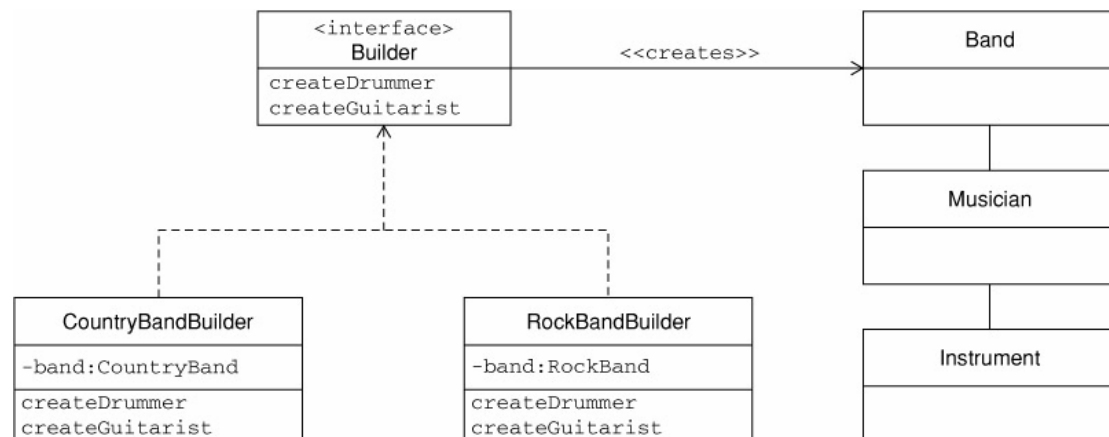 <interface>
Builder
createDrummer
createGuitarist
<<creates>>
Band
Musician
Instrument
CountryBandBuilder
-band:CountryBand
createDrummer
createGuitarist
RockBandBuilder
-band:RockBand
createDrummer
createGuitarist